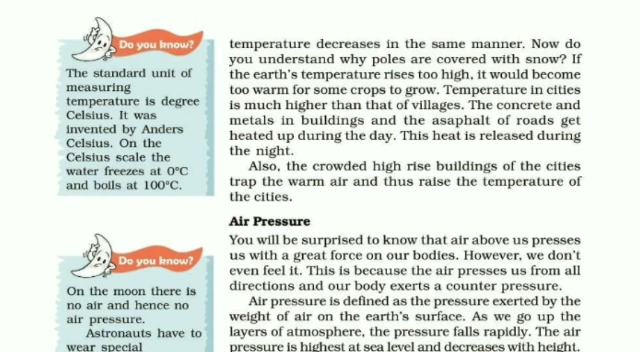 Do you know?
The standard unit of
measuring
temperature is degree
Celsius. It was
invented by Anders
Celsius. On the
Celsius scale the
water freezes at 0°C
and boils at 100°C.
temperature decreases in the same manner. Now do
you understand why poles are covered with snow? If
the earth's temperature rises too high, it would become
too warm for some crops to grow. Temperature in cities
is much higher than that of villages. The concrete and
metals in buildings and the asaphalt of roads get
heated up during the day. This heat is released during
the night.
Also, the crowded high rise buildings of the cities
trap the warm air and thus raise the temperature of
the cities.
Air Pressure
You will be surprised to know that air above us presses
us with a great force on our bodies. However, we don't
even feel it. This is because the air presses us from all
directions and our body exerts a counter pressure.
Air pressure is defined as the pressure exerted by the
weight of air on the earth's surface. As we go up the
layers of atmosphere, the pressure falls rapidly. The air
pressure is highest at sea level and decreases with height.
Do you know?
On the moon there is
no air and hence no
air pressure.
Astronauts have to
wear special